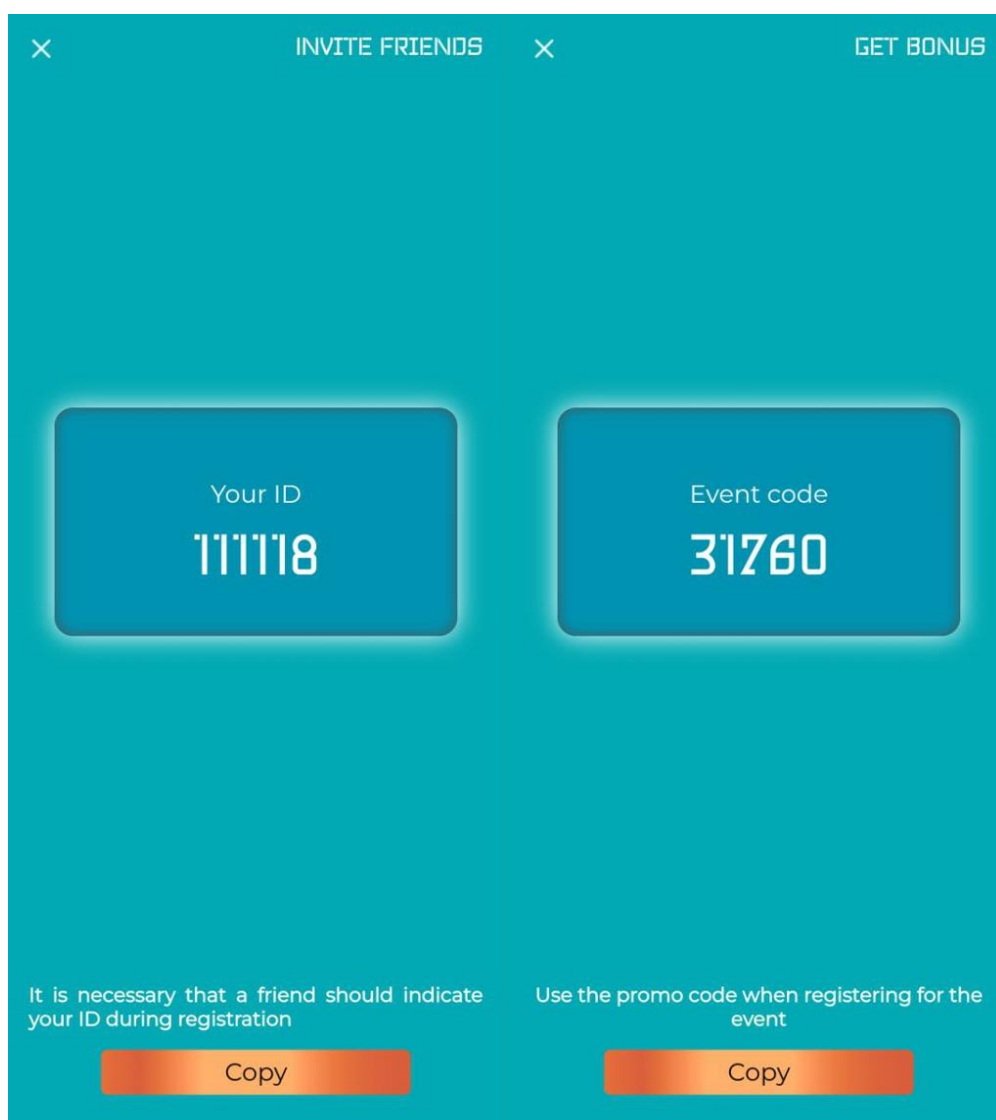 INVITE FRIENDS
Your ID
111118
It is necessary that a friend should indicate
your ID during registration
Copy
GET BONUS
Event code
31760
Use the promo code when registering for the
event
Copy